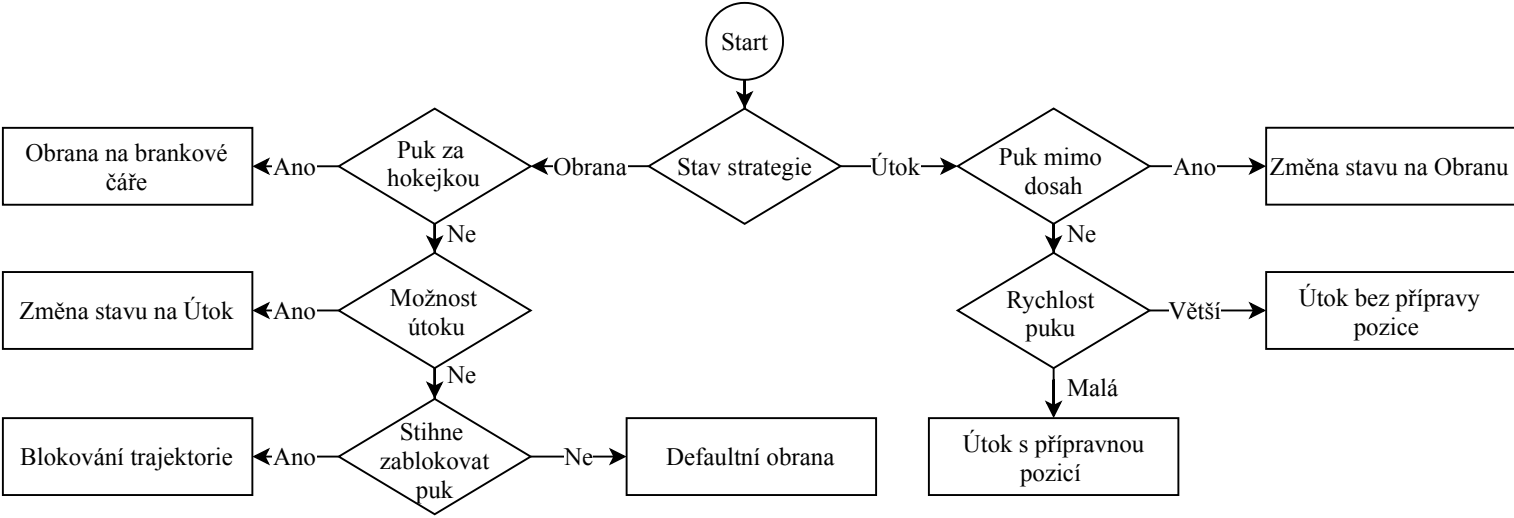 Start
Stav strategie
Obrana
Útok
Puk za
hokejkou
Ano
Obrana na brankové
čáře
Ne
Možnost
útoku
Ano
Změna stavu na Útok
Ne
Stihne
zablokovat
puk
Ano
Blokování trajektorie
Ne
Defaultní obrana
Puk mimo
dosah
Ano
Změna stavu na Obranu
Ne
Rychlost
puku
Větší
Útok bez přípravy
pozice
Malá
Útok s přípravnou
pozicí